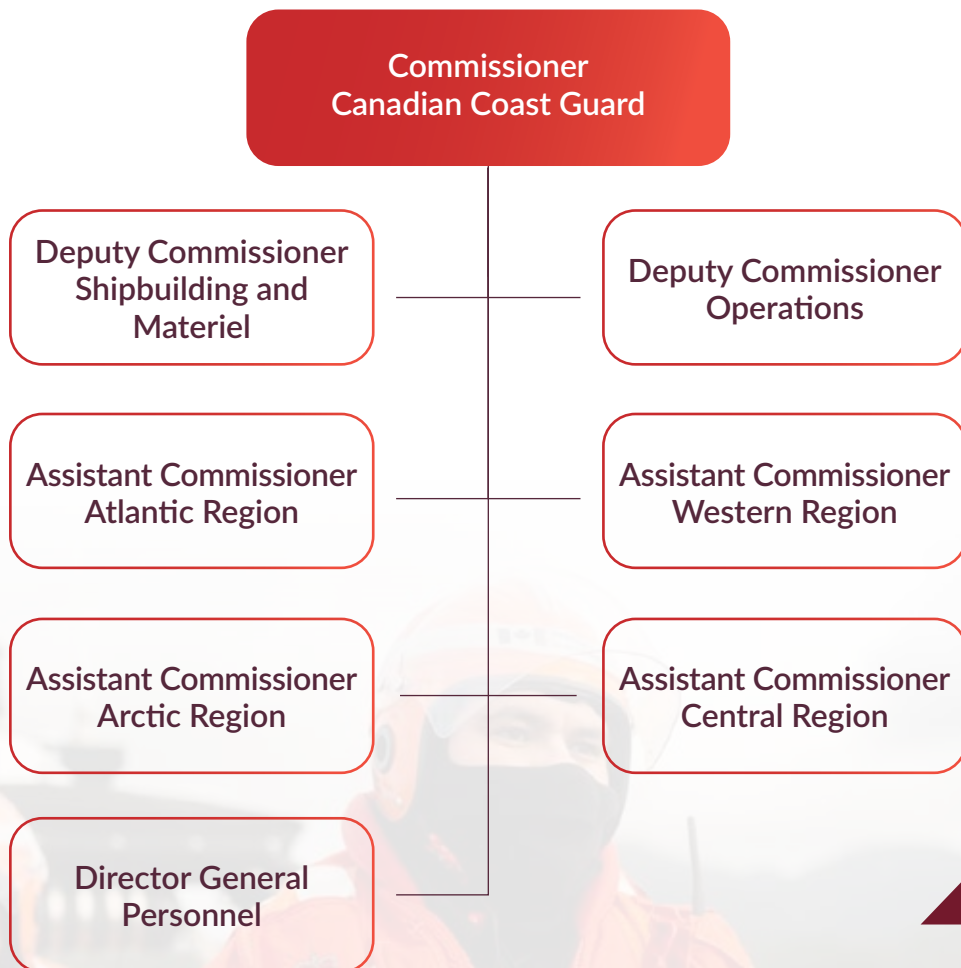 Commissioner
Canadian Coast Guard
Deputy Commissioner
Shipbuilding and
Materiel
Deputy Commissioner
Operations
Assistant Commissioner
Atlantic Region
Assistant Commissioner
Western Region
Assistant Commissioner
Arctic Region
Assistant Commissioner
Central Region
Director General
Personnel